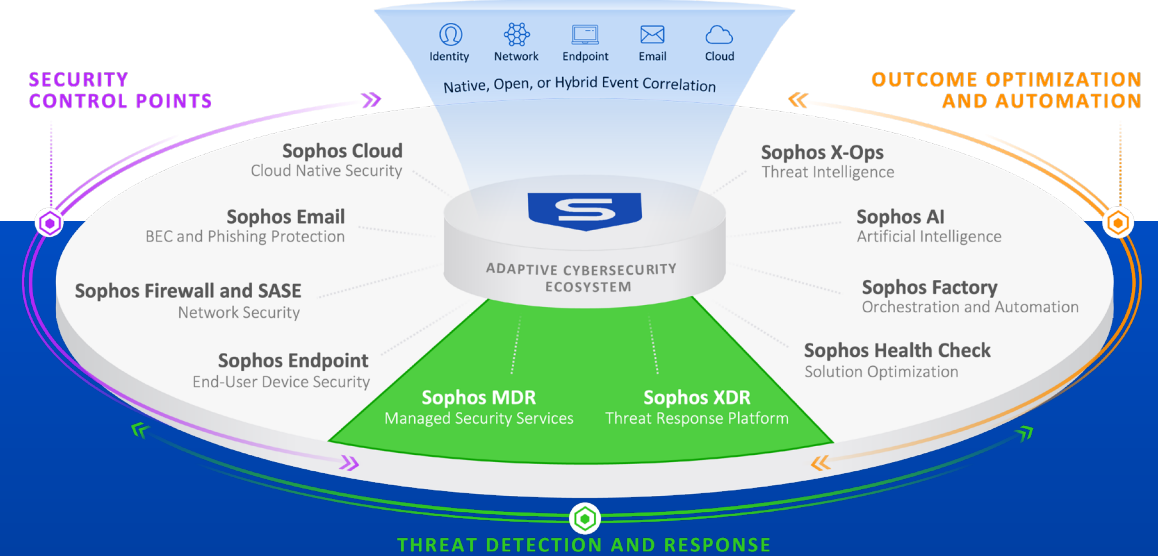 Identity
Network
Endpoint
Email
Cloud
Native, Open, or Hybrid Event Correlation
SECURITY
CONTROL POINTS
OUTCOME OPTIMIZATION
AND AUTOMATION
Sophos Cloud
Cloud Native Security
Sophos Email
BEC and Phishing Protection
Sophos Firewall and SASE
Network Security
Sophos Endpoint
End-User Device Security
S
ADAPTIVE CYBERSECURITY
ECOSYSTEM
Sophos X-Ops
Threat Intelligence
Sophos AI
Artificial Intelligence
Sophos Factory
Orchestration and Automation
Sophos Health Check
Solution Optimization
Sophos MDR
Managed Security Services
Sophos XDR
Threat Response Platform
THREAT DETECTION AND RESPONSE